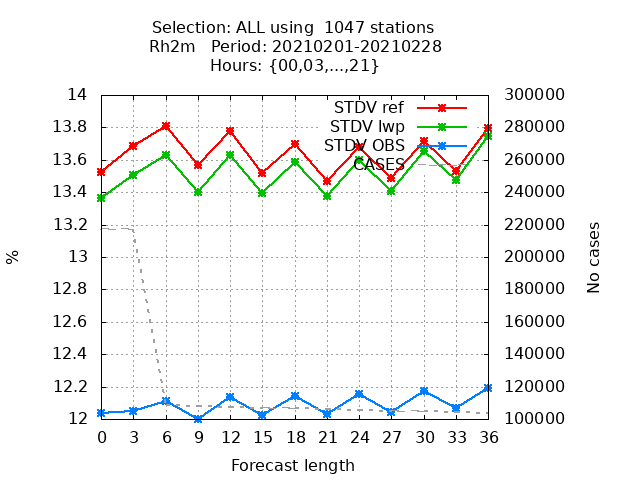 Selection: ALL using  1047 stations
Rh2m   Period: 20210201-20210228
Hours: {00,03,...,21}
STDV ref
STDV lwp
STDV OBS
CASES
14
13.8
13.6
13.4
13.2
13
12.8
12.6
12.4
12.2
12
%
300000
280000
260000
240000
220000
200000
180000
160000
140000
120000
100000
No cases
0 3 6 9 12 15 18 21 24 27 30 33 36
Forecast length